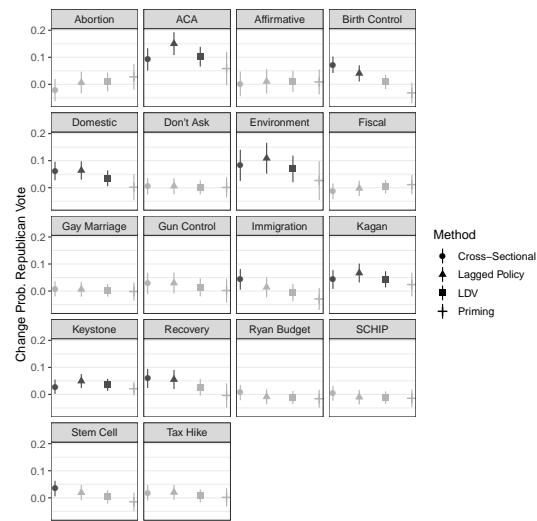 Abortion ACA Affirmative Birth Control
0.2
0.1
0.0
Domestic Don't Ask Environment Fiscal
0.2
0.1
0.0
Gay Marriage Gun Control Immigration Kagan
0.2
0.1
0.0
Keystone Recovery Ryan Budget SCHIP
0.2
0.1
0.0
Stem Cell Tax Hike
0.2
0.1
0.0
Change Prob. Republican Vote
Method
Cross-Sectional
Lagged Policy
LDV
Priming